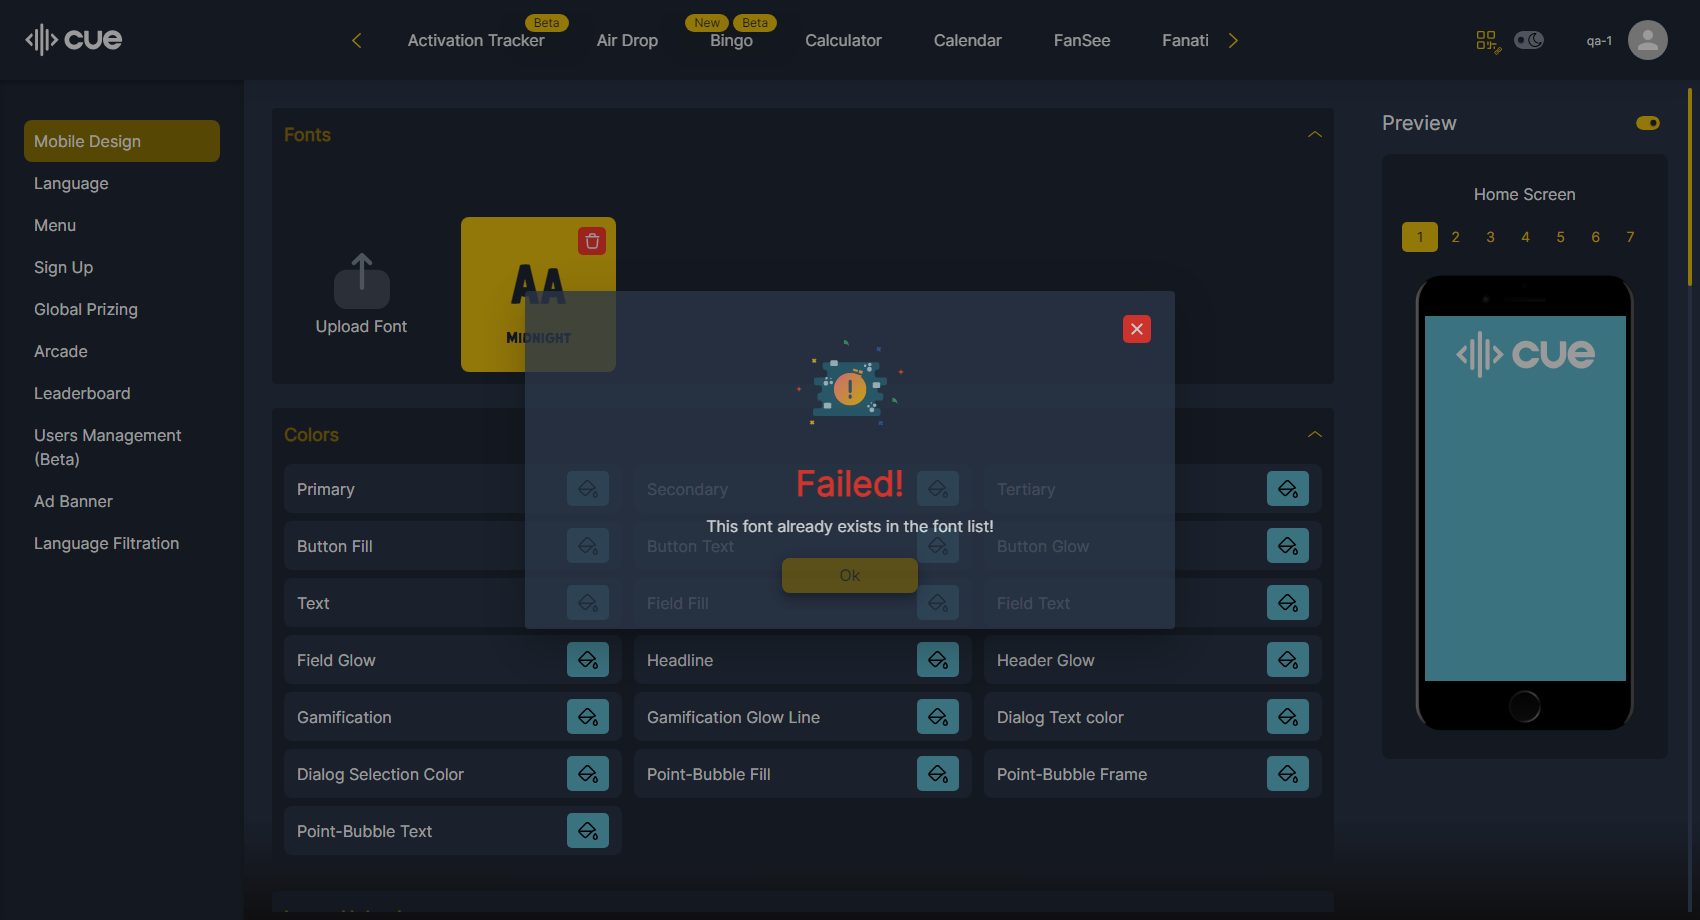 cue
Beta
New
Beta
Activation Tracker
Air Drop
Bingo
Calculator
Calendar
FanSee
Fanati
qa-1
Mobile Design
Language
Menu
Sign Up
Global Prizing
Arcade
Leaderboard
Users Management
(Beta)
Ad Banner
Language Filtration
Fonts
Upload Font
AA
MIDNIGHT
Failed!
This font already exists in the font list!
Ok
Colors
Primary
Secondary
Tertiary
Button Fill
Button Text
Button Glow
Text
Field Fill
Field Text
Field Glow
Headline
Header Glow
Gamification
Gamification Glow Line
Dialog Text color
Dialog Selection Color
Point-Bubble Fill
Point-Bubble Frame
Point-Bubble Text
Preview
Home Screen
1 2 3 4 5 6 7
cue